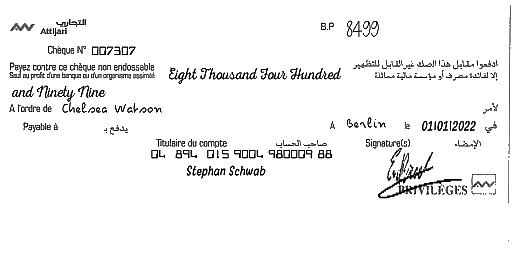 التجاري
Attijari
B.P 8499
Chèque N° 007307
Payez contre ce chèque non endossable
Sauf au profit d'une banque ou d'un organisme assimilé
Eight Thousand Four Hundred
ادفعوا مقابل هذا الصك غير القابل للتظهير
إلا لفائدة مصرف أو مؤسسة مالية مماثلة
and Ninety Nine
A l'ordre de Chelsea Watson لأمر
Payable à يدفع بـ A Berlin le 01/01/2022 في
Titulaire du compte صاحب الحساب Signature(s) الإمضاء
04 894 015 9004 980009 88
Stephan Schwab
PRIVILÈGES